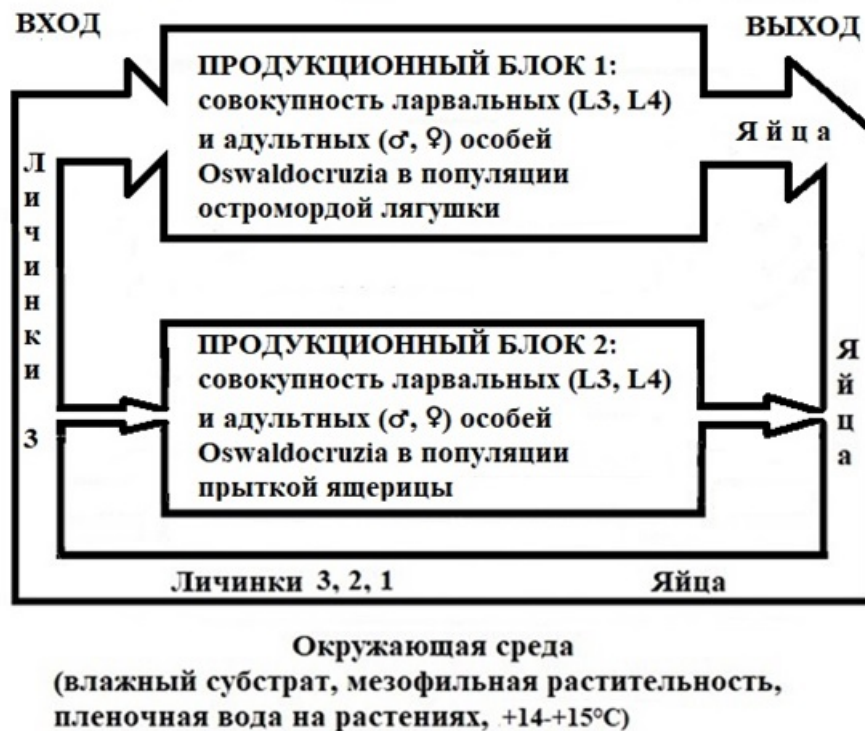 ВХОД
ВЫХОД
ПРОДУКЦИОННЫЙ БЛОК 1:
совокупность ларвальных (L3, L4)
и адультных (♂, ♀) особей
Oswaldocruzia в популяции
остромордой лягушки
Яйца
Личинки 3
ПРОДУКЦИОННЫЙ БЛОК 2:
совокупность ларвальных (L3, L4)
и адультных (♂, ♀) особей
Oswaldocruzia в популяции
прыткой ящерицы
Яйца
Личинки 3, 2, 1
Яйца
Окружающая среда
(влажный субстрат, мезофильная растительность,
пленочная вода на растениях, +14-+15°С)